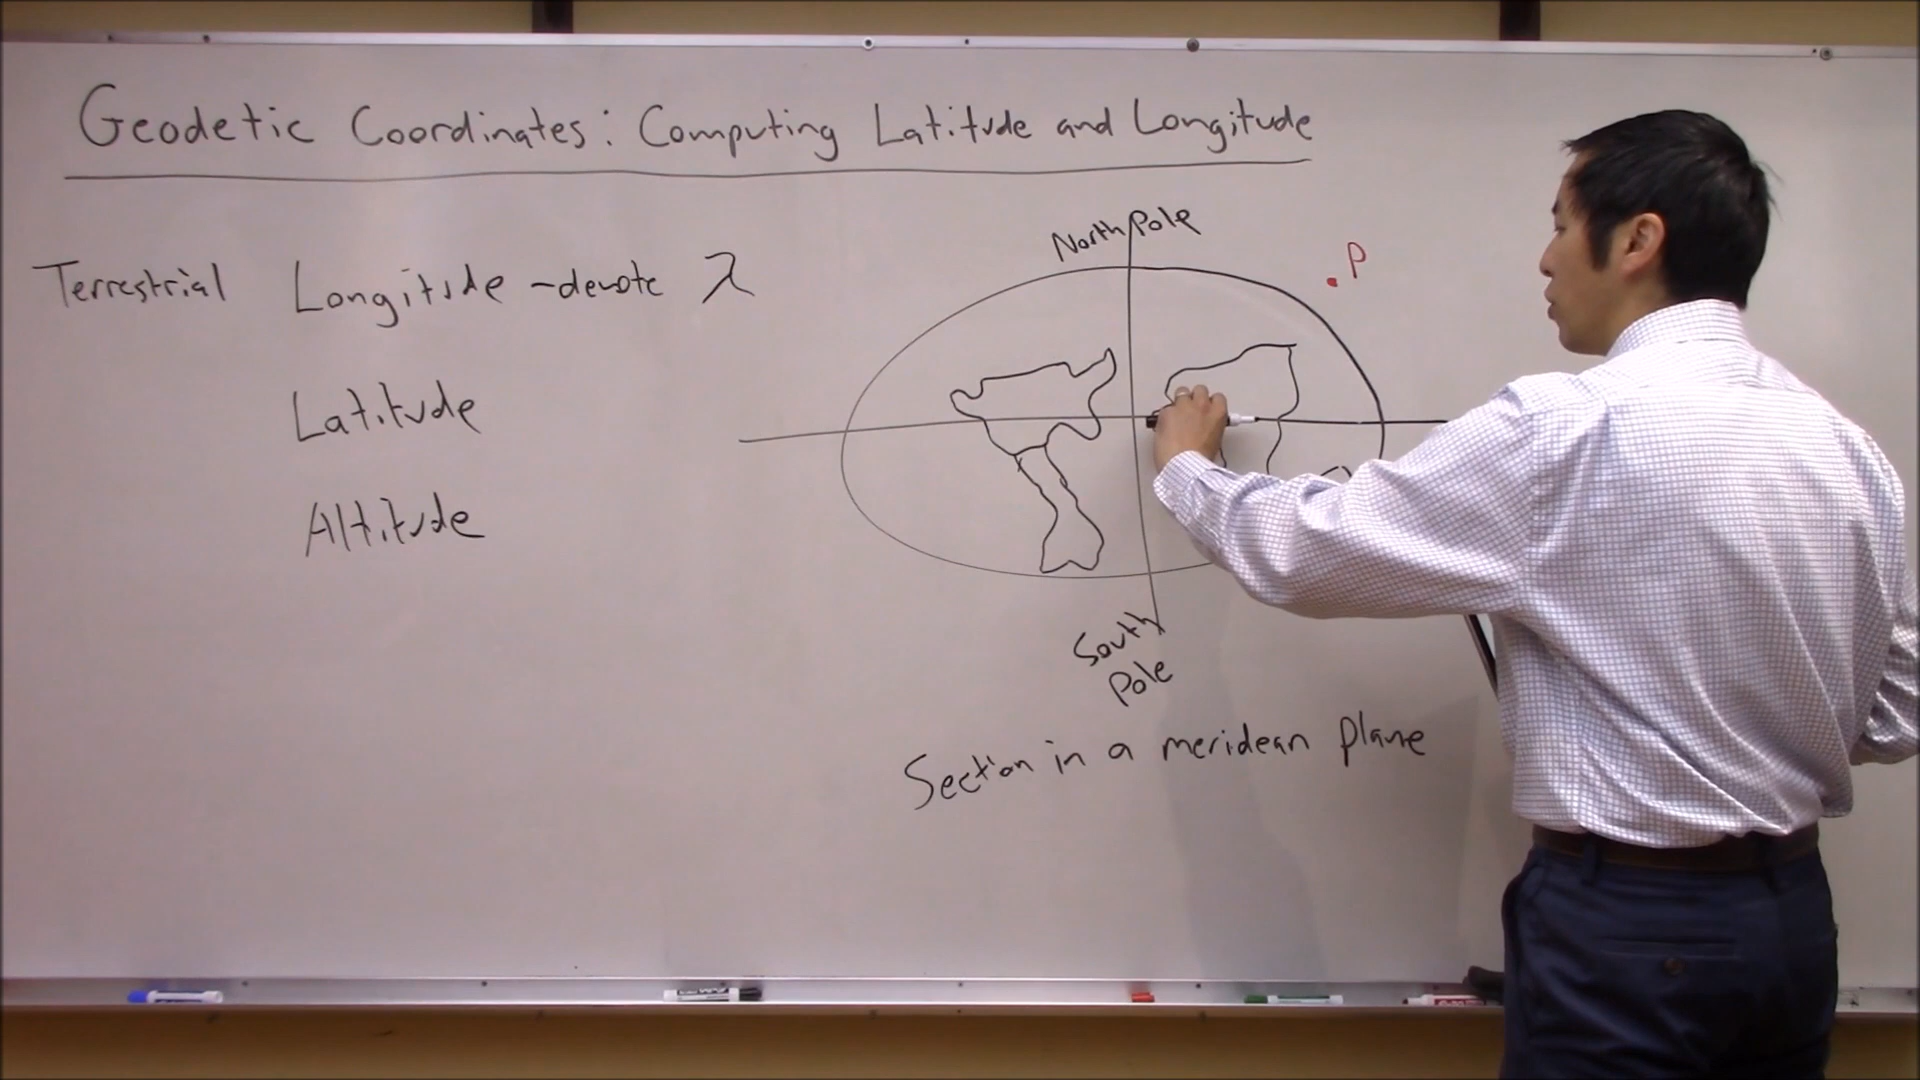 Geodetic Coordinates: Computing Latitude and Longitude
Terrestrial Longitude - denote λ
Latitude
Altitude
North Pole
P
South
Pole
Section in a meridean plane